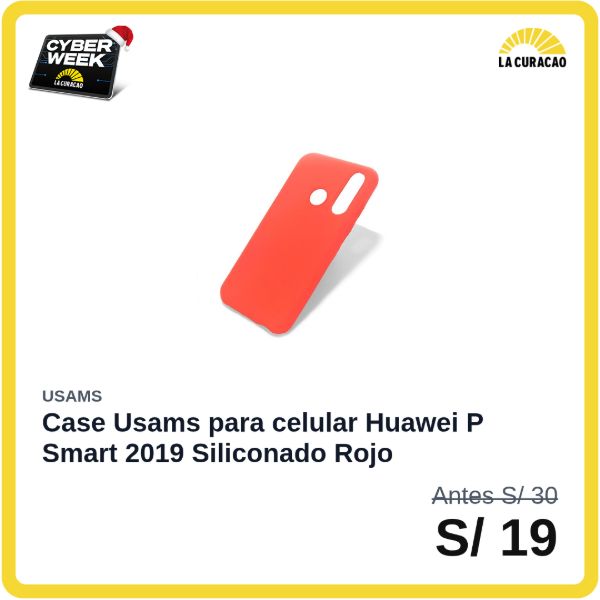 CYBER
WEEK
LA CURACAO
LA CURACAO
USAMS
Case Usams para celular Huawei P
Smart 2019 Siliconado Rojo
Antes S/ 30
S/ 19